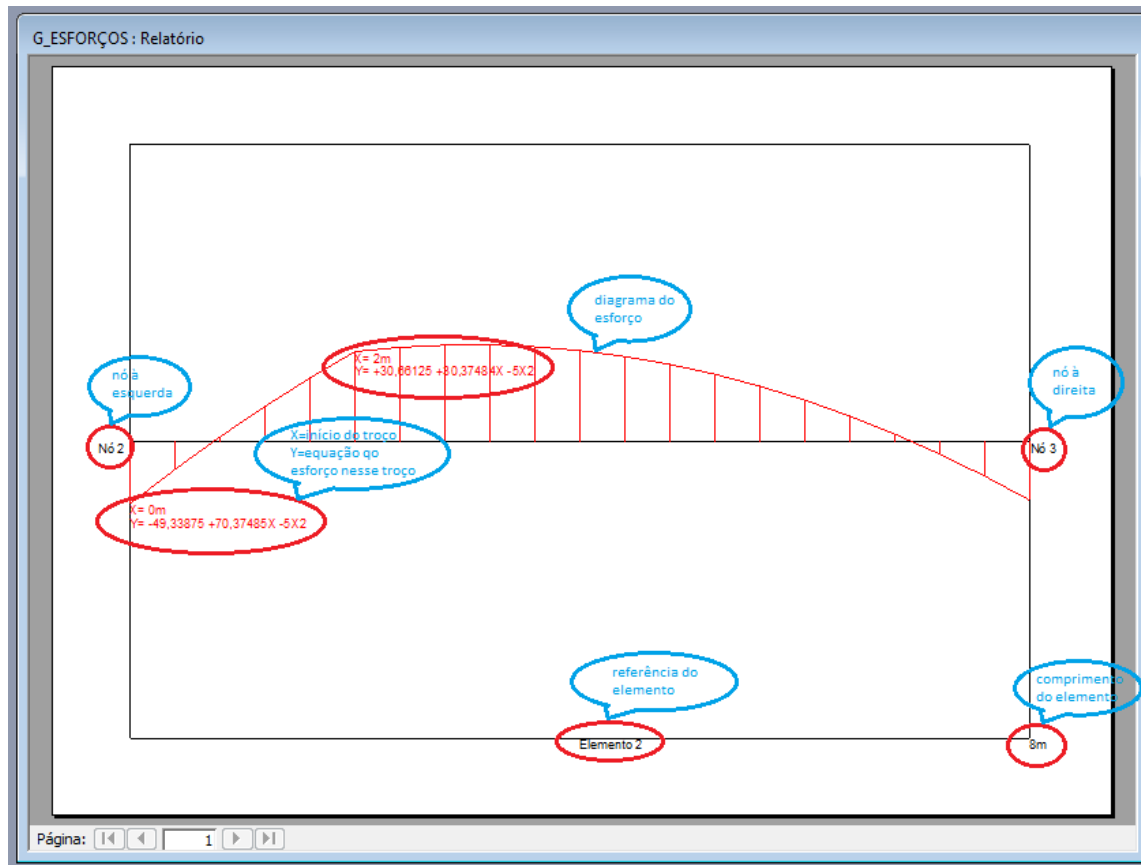 G_ESFORÇOS : Relatório
diagrama do
esforço
X= 2m
Y= +30,66125 +30,37484X -5X2
nó à
esquerda
nó à
direita
Nó 2
X=início do troço
Y=equação qo
esforço nesse troço
Nó 3
X= 0m
Y= -49,33875 +70,37485X -5X2
referência do
elemento
comprimento
do elemento
Elemento 2
8m
Página:
1